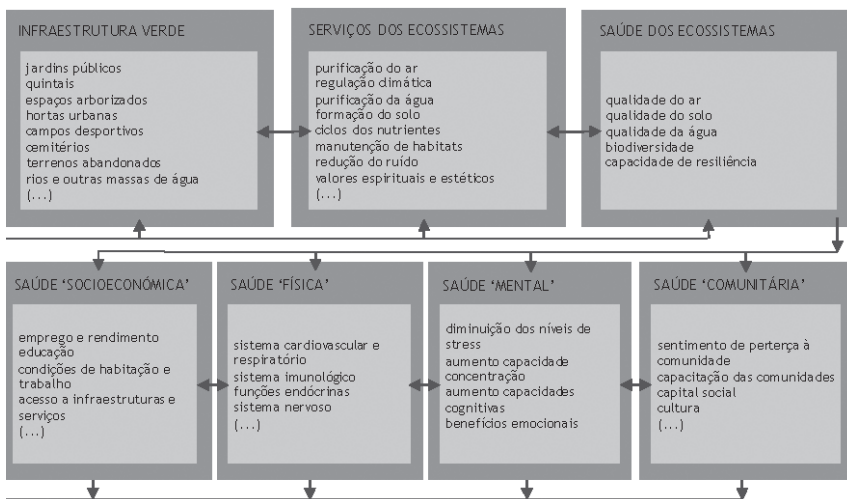 INFRAESTRUTURA VERDE
jardins públicos
quintais
espaços arborizados
hortas urbanas
campos desportivos
cemitérios
terrenos abandonados
rios e outras massas de água
(...)
SERVIÇOS DOS ECOSSISTEMAS
purificação do ar
regulação climática
purificação da água
formação do solo
ciclos dos nutrientes
manutenção de habitats
redução do ruído
valores espirituais e estéticos
(...)
SAÚDE DOS ECOSSISTEMAS
qualidade do ar
qualidade do solo
qualidade da água
biodiversidade
capacidade de resiliência
SAÚDE ‘SOCIOECONÓMICA’
emprego e rendimento
educação
condições de habitação e
trabalho
acesso a infraestruturas e
serviços
(...)
SAÚDE ‘FÍSICA’
sistema cardiovascular e
respiratório
sistema imunológico
funções endócrinas
sistema nervoso
(...)
SAÚDE ‘MENTAL’
diminuição dos níveis de
stress
aumento capacidade
concentração
aumento capacidades
cognitivas
benefícios emocionais
SAÚDE ‘COMUNITÁRIA’
sentimento de pertença à
comunidade
capacitação das comunidades
capital social
cultura
(...)